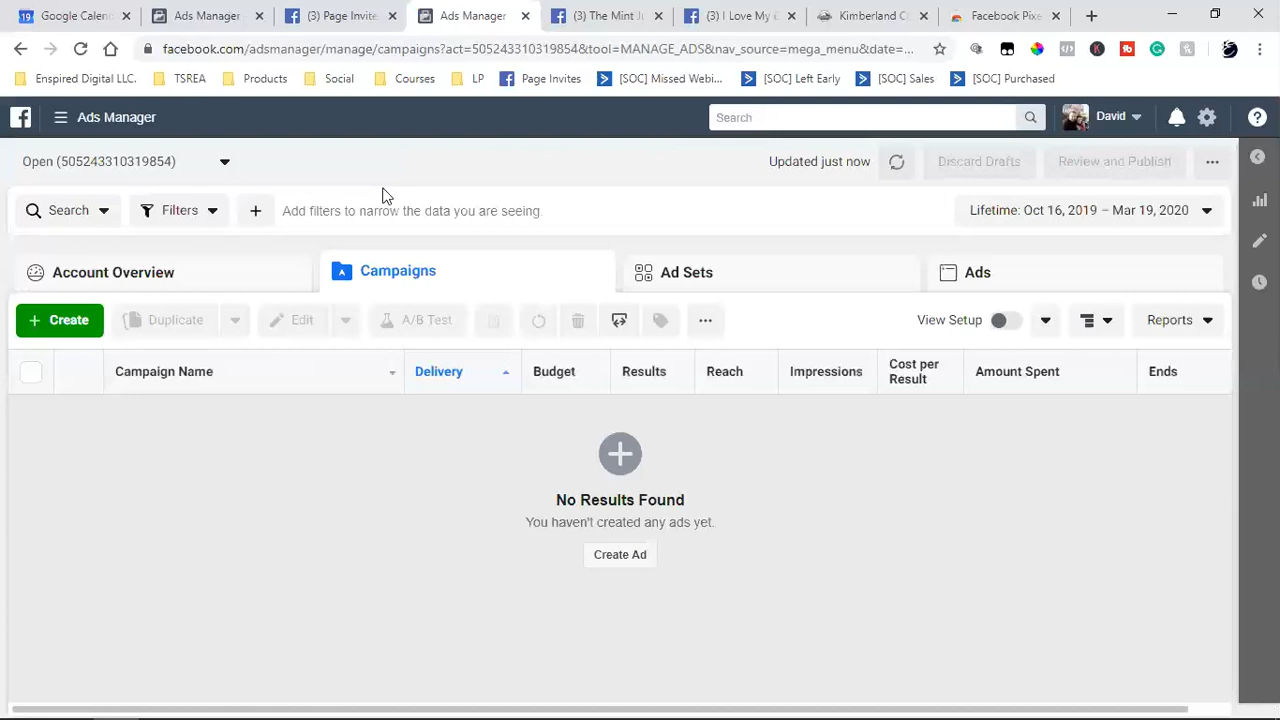 Google Calend
Ads Manager
(3) Page Invite
Ads Manager
(3) The Mint Ju
(3) I Love My C
Kimberland C
Facebook Pixe
facebook.com/adsmanager/manage/campaigns?act=505243310319854&tool=MANAGE_ADS&nav_source=mega_menu&date=...
Enspired Digital LLC.
TSREA
Products
Social
Courses
LP
Page Invites
[SOC] Missed Webi...
[SOC] Left Early
[SOC] Sales
[SOC] Purchased
Ads Manager
Search
David
Open (505243310319854)
Updated just now
Discard Drafts
Review and Publish
Search
Filters
Add filters to narrow the data you are seeing.
Lifetime: Oct 16, 2019 – Mar 19, 2020
Account Overview
Campaigns
Ad Sets
Ads
+ Create
Duplicate
Edit
A/B Test
View Setup
Reports
Campaign Name
Delivery
Budget
Results
Reach
Impressions
Cost per
Result
Amount Spent
Ends
No Results Found
You haven't created any ads yet.
Create Ad